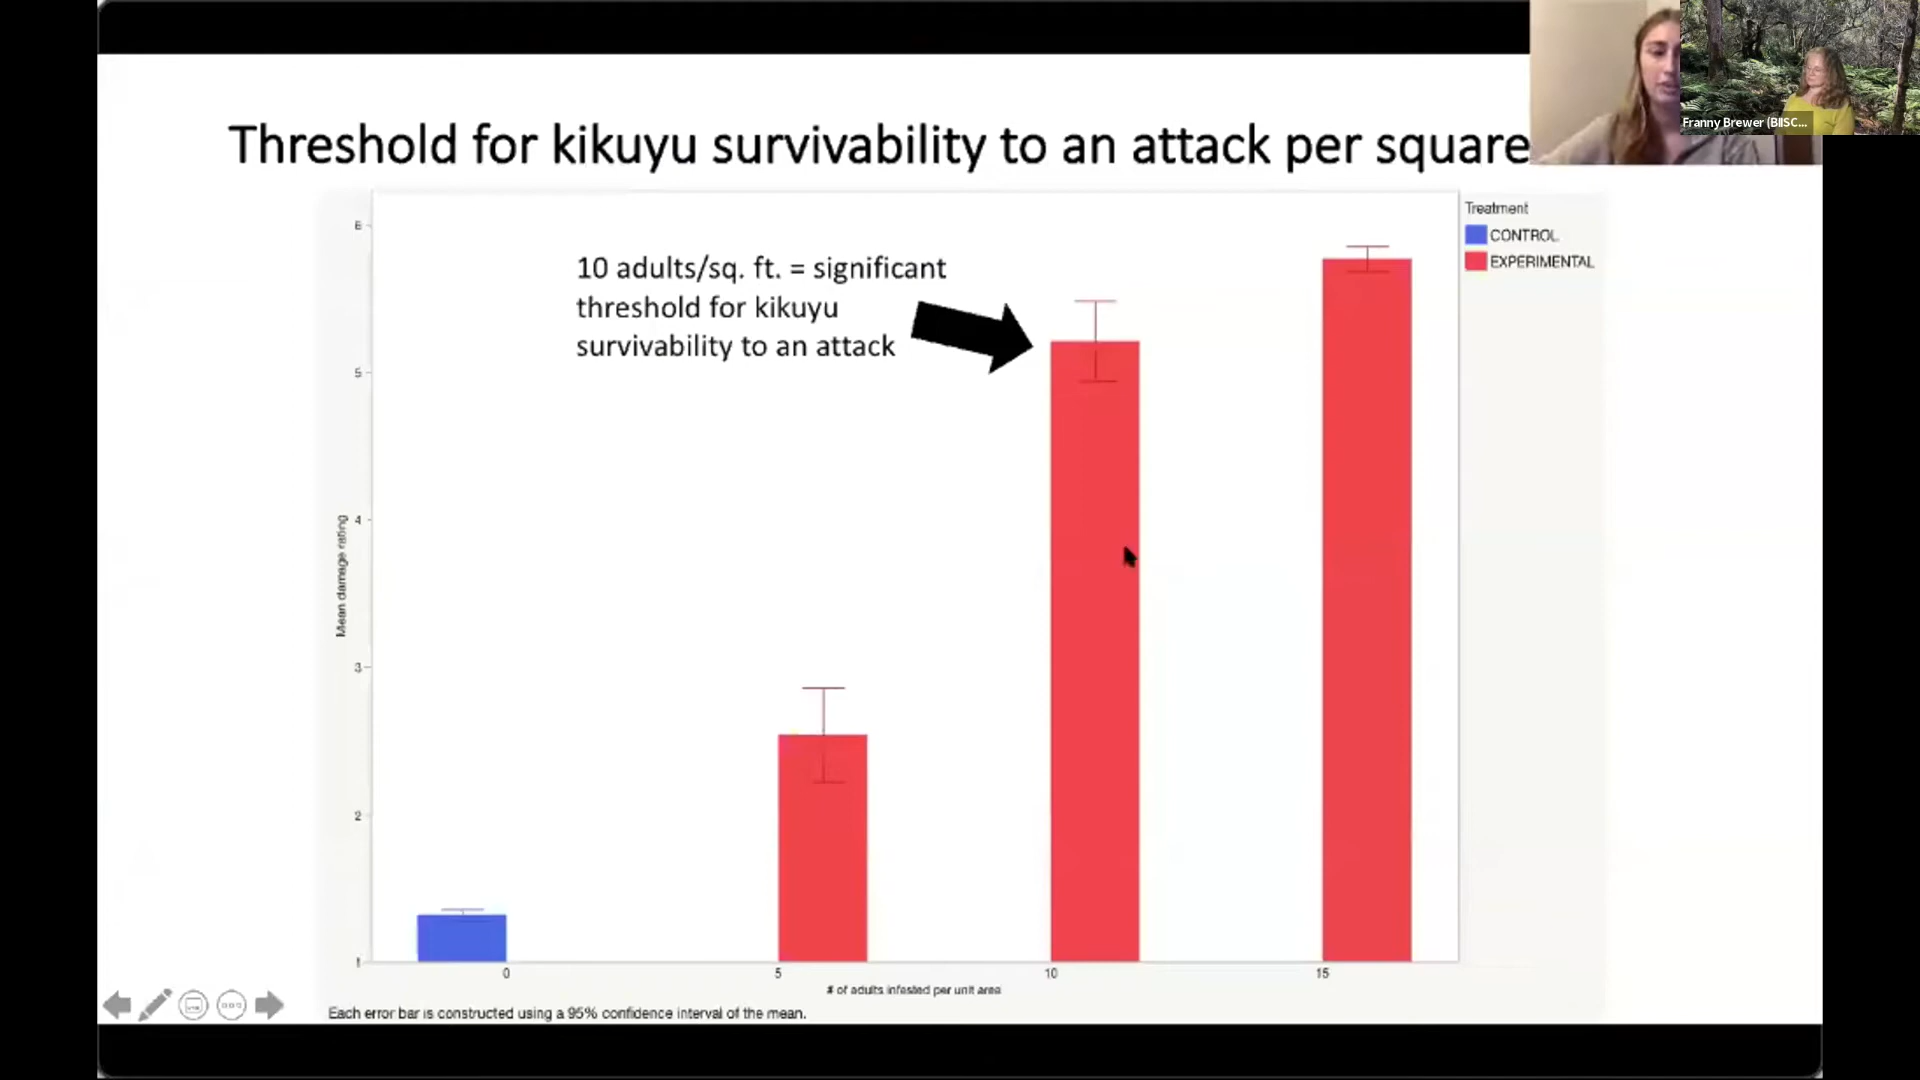 Threshold for kikuyu survivability to an attack per square
Franny Brewer (BIISC...
Treatment
CONTROL
EXPERIMENTAL
10 adults/sq. ft. = significant
threshold for kikuyu
survivability to an attack
6
5
4
3
2
1
Mean damage rating
0
5
10
15
# of adults infested per unit area
Each error bar is constructed using a 95% confidence interval of the mean.